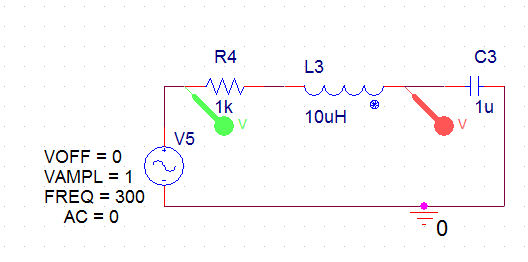 R4
L3
C3
1k
V
10uH
V
1u
V5
VOFF = 0
VAMPL = 1
FREQ = 300
AC = 0
0